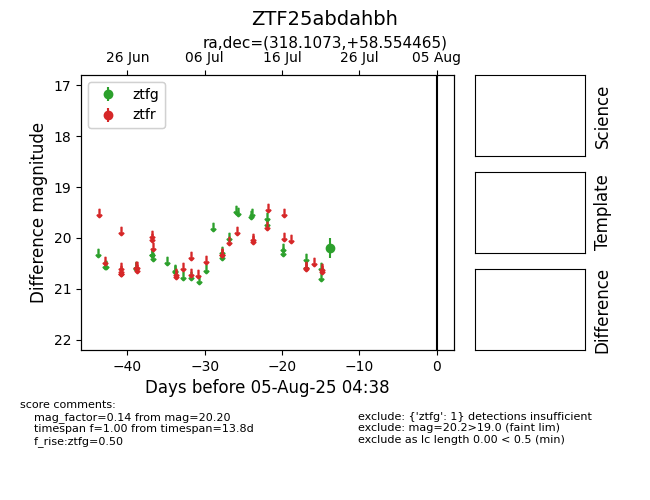 ZTF25abdahbh
ra,dec=(318.1073,+58.554465)
26 Jun 06 Jul 16 Jul 26 Jul 05 Aug
ztfg
ztfr
17
18
19
20
21
22
Difference magnitude
−40 −30 −20 −10 0
Days before 05-Aug-25 04:38
Science
Template
Difference
score comments:
mag_factor=0.14 from mag=20.20
timespan f=1.00 from timespan=13.8d
f_rise:ztfg=0.50
exclude: {'ztfg': 1} detections insufficient
exclude: mag=20.2>19.0 (faint lim)
exclude as lc length 0.00 < 0.5 (min)